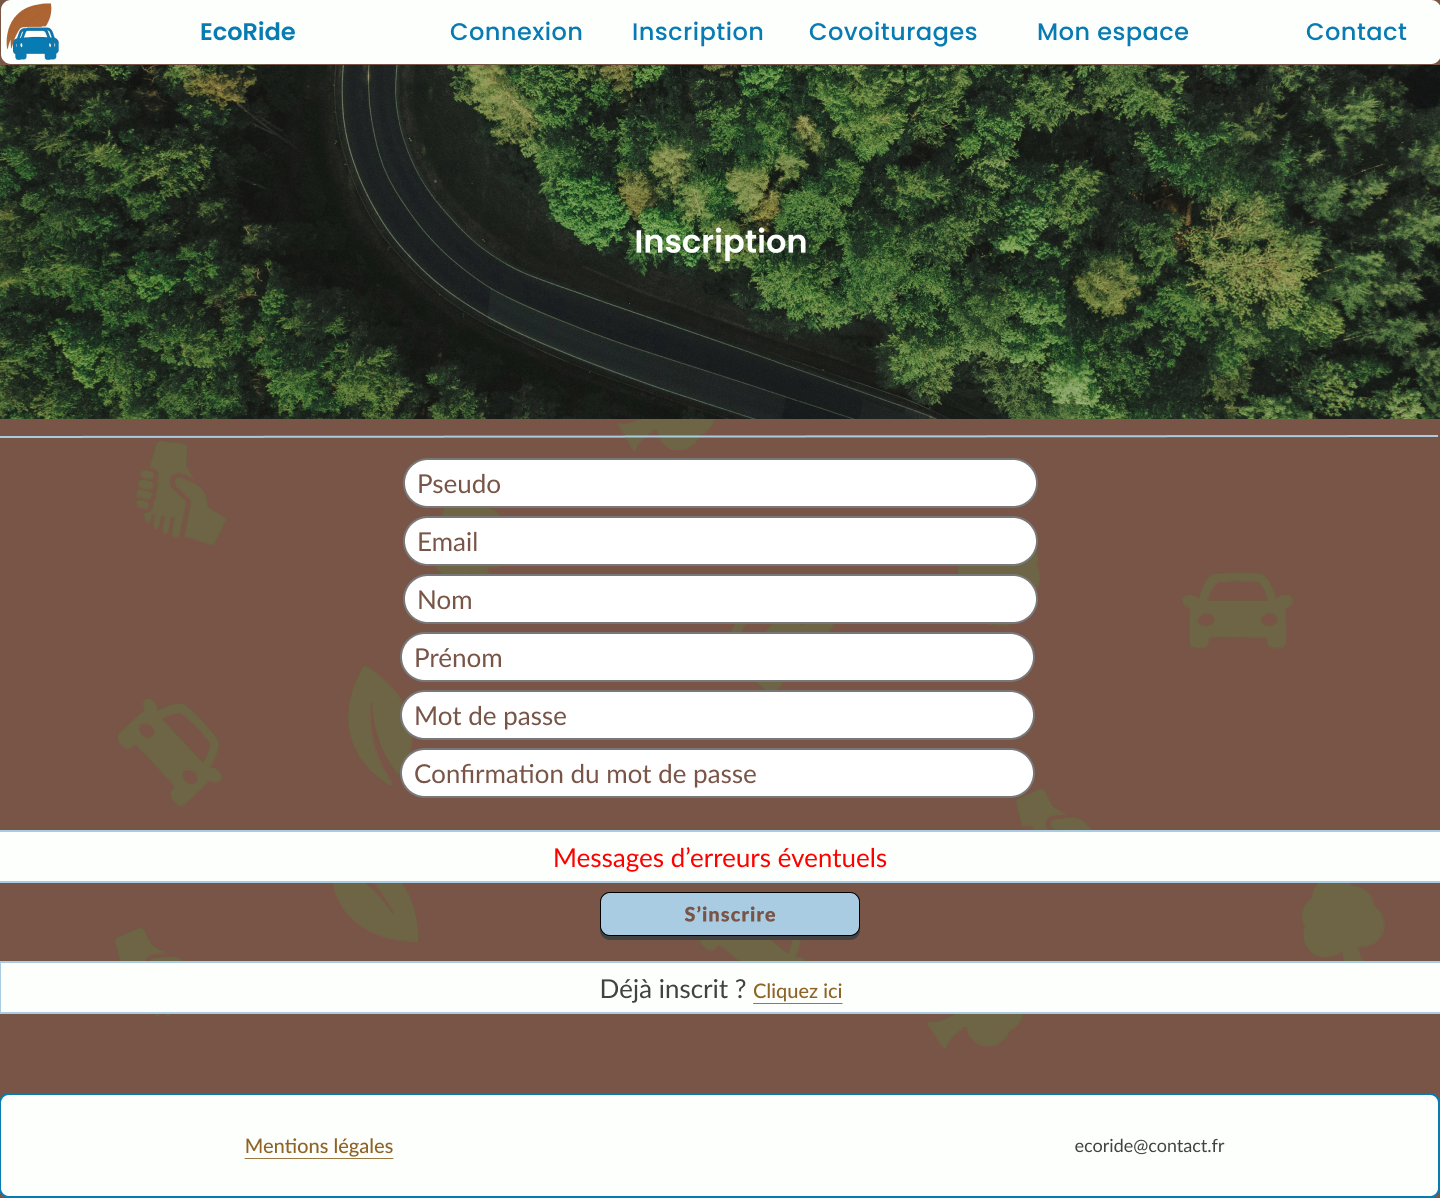 EcoRide Connexion Inscription Covoiturages Mon espace Contact
Inscription
Pseudo
Email
Nom
Prénom
Mot de passe
Confirmation du mot de passe
Messages d’erreurs éventuels
S’inscrire
Déjà inscrit ? Cliquez ici
Mentions légales ecoride@contact.fr